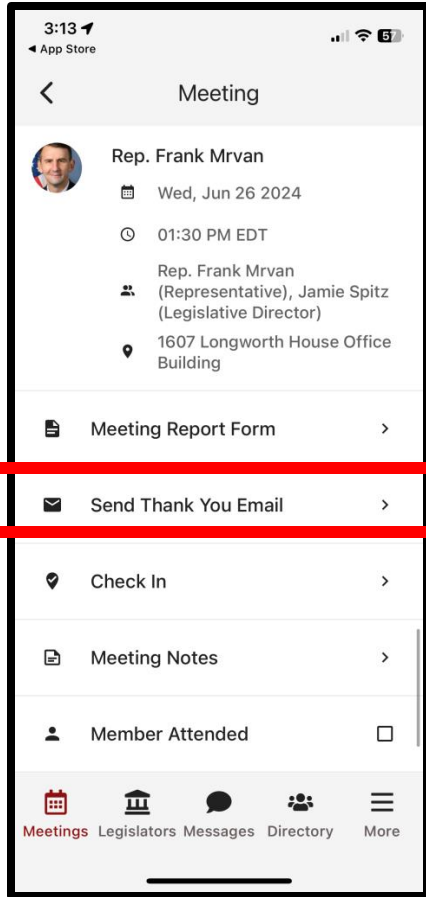 3:13
◀ App Store
57
Meeting
Rep. Frank Mrvan
Wed, Jun 26 2024
01:30 PM EDT
Rep. Frank Mrvan
(Representative), Jamie Spitz
(Legislative Director)
1607 Longworth House Office
Building
Meeting Report Form
Send Thank You Email
Check In
Meeting Notes
Member Attended
Meetings Legislators Messages Directory More